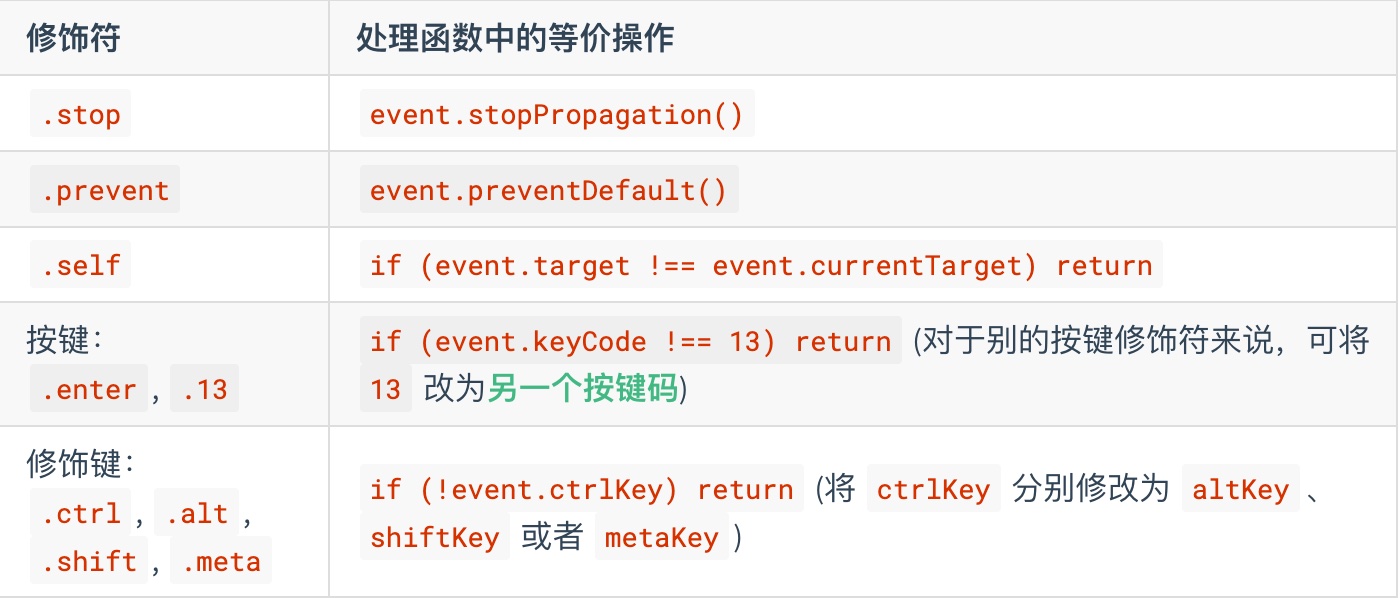 修饰符 处理函数中的等价操作
.stop event.stopPropagation()
.prevent event.preventDefault()
.self if (event.target !== event.currentTarget) return
按键：
.enter , .13
if (event.keyCode !== 13) return (对于别的按键修饰符来说，可将
13 改为另一个按键码)
修饰键：
.ctrl , .alt ,
.shift , .meta
if (!event.ctrlKey) return (将 ctrlKey 分别修改为 altKey 、
shiftKey 或者 metaKey )